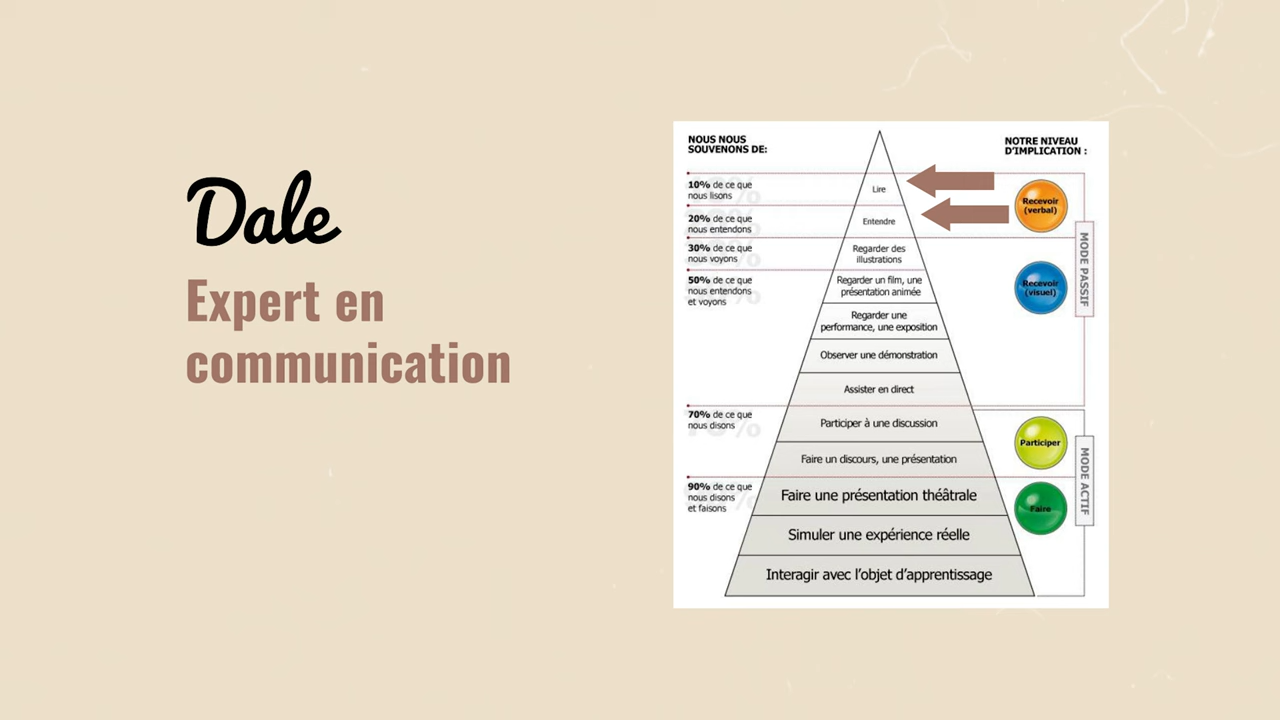 Dale
Expert en
communication
NOUS NOUS
SOUVENONS DE:
NOTRE NIVEAU
D'IMPLICATION :
10% de ce que
nous lisons
Lire
Recevoir
(verbal)
20% de ce que
nous entendons
Entendre
30% de ce que
nous voyons
Regarder des
illustrations
MODE PASSIF
50% de ce que
nous entendons
et voyons
Regarder un film, une
présentation animée
Recevoir
(visuel)
Regarder une
performance, une exposition
Observer une démonstration
Assister en direct
70% de ce que
nous disons
Participer à une discussion
Participer
Faire un discours, une présentation
MODE ACTIF
90% de ce que
nous disons
et faisons
Faire une présentation théâtrale
Faire
Simuler une expérience réelle
Interagir avec l'objet d'apprentissage